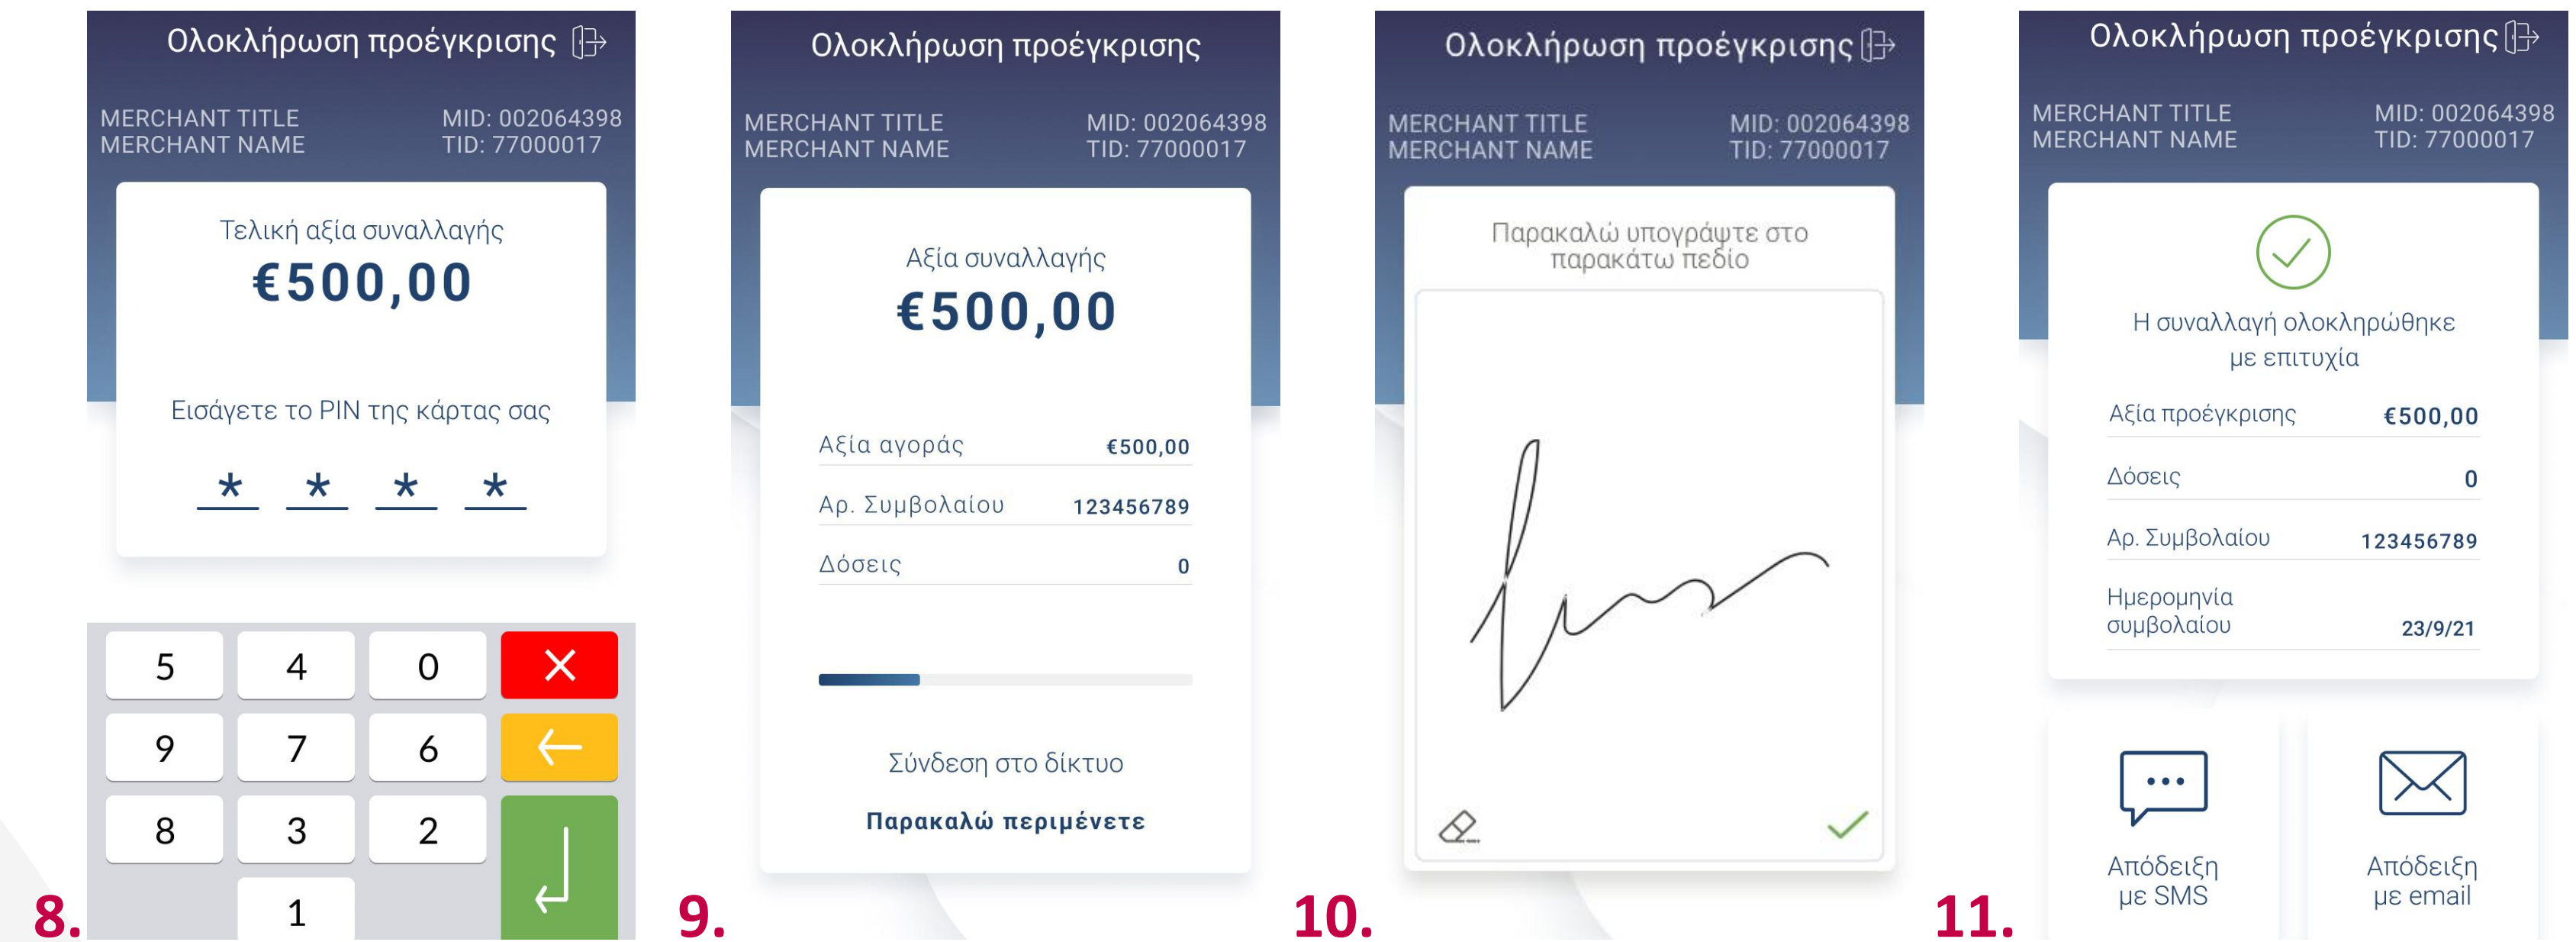 Ολοκλήρωση προέγκρισης
MERCHANT TITLE MID: 002064398
MERCHANT NAME TID: 77000017
Τελική αξία συναλλαγής
€500,00
Εισάγετε το PIN της κάρτας σας
* * * *
5 4 0
9 7 6
8 3 2
1
8.
Ολοκλήρωση προέγκρισης
MERCHANT TITLE MID: 002064398
MERCHANT NAME TID: 77000017
Αξία συναλλαγής
€500,00
Αξία αγοράς €500,00
Αρ. Συμβολαίου 123456789
Δόσεις 0
Σύνδεση στο δίκτυο
Παρακαλώ περιμένετε
9.
Ολοκλήρωση προέγκρισης
MERCHANT TITLE MID: 002064398
MERCHANT NAME TID: 77000017
Παρακαλώ υπογράψτε στο
παρακάτω πεδίο
10.
Ολοκλήρωση προέγκρισης
MERCHANT TITLE MID: 002064398
MERCHANT NAME TID: 77000017
Η συναλλαγή ολοκληρώθηκε
με επιτυχία
Αξία προέγκρισης €500,00
Δόσεις 0
Αρ. Συμβολαίου 123456789
Ημερομηνία
συμβολαίου 23/9/21
Απόδειξη
με SMS
Απόδειξη
με email
11.